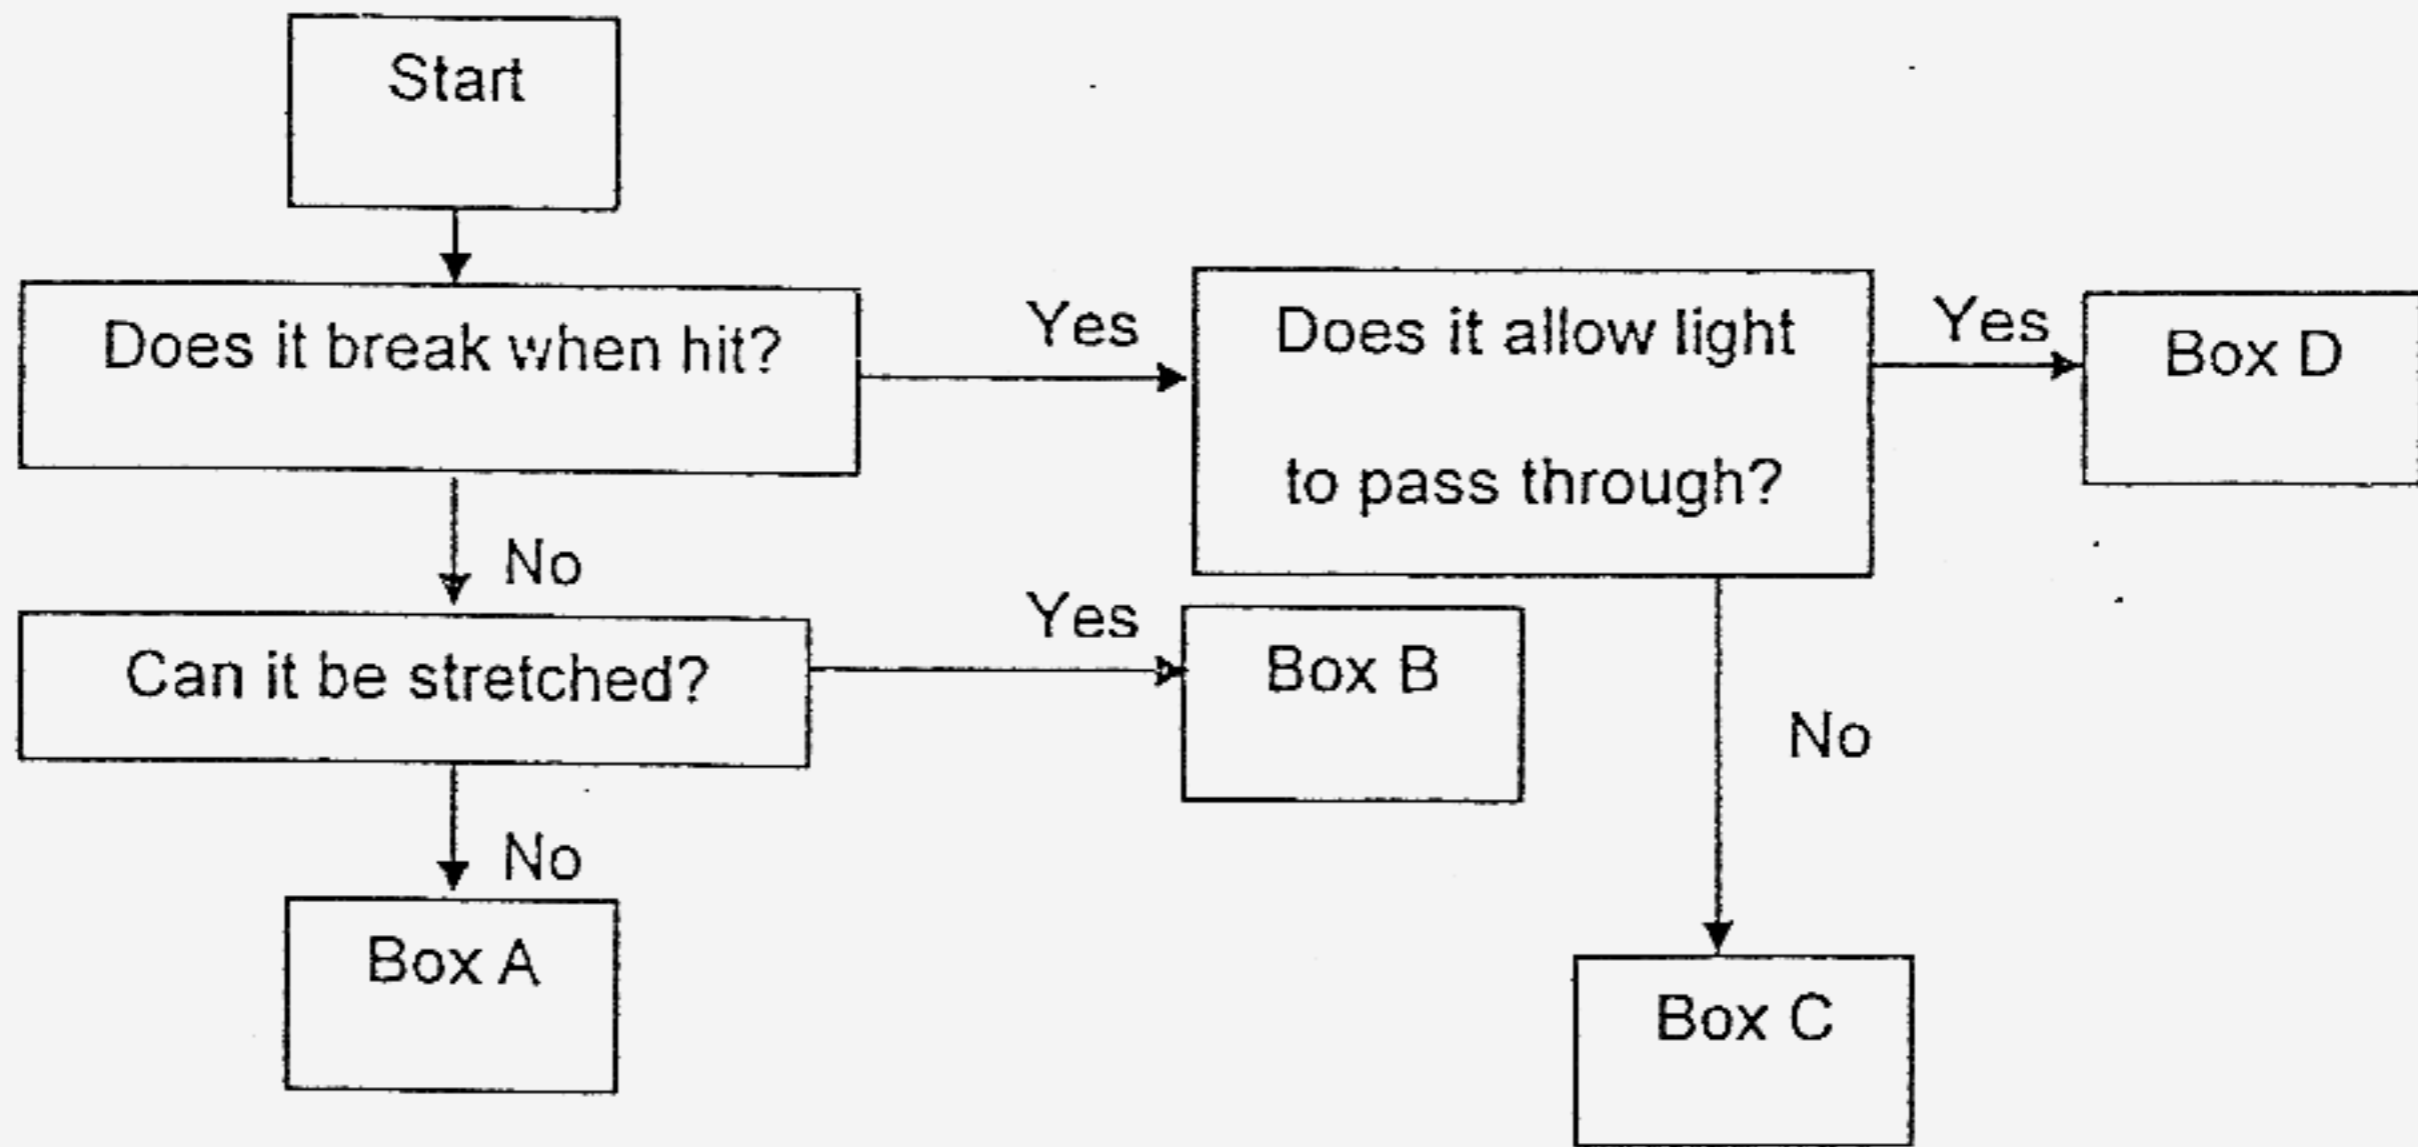 Start
Does it break when hit?
Yes
Does it allow light
to pass through?
Yes
Box D
No
Can it be stretched?
Yes
Box B
No
No
Box A
Box C